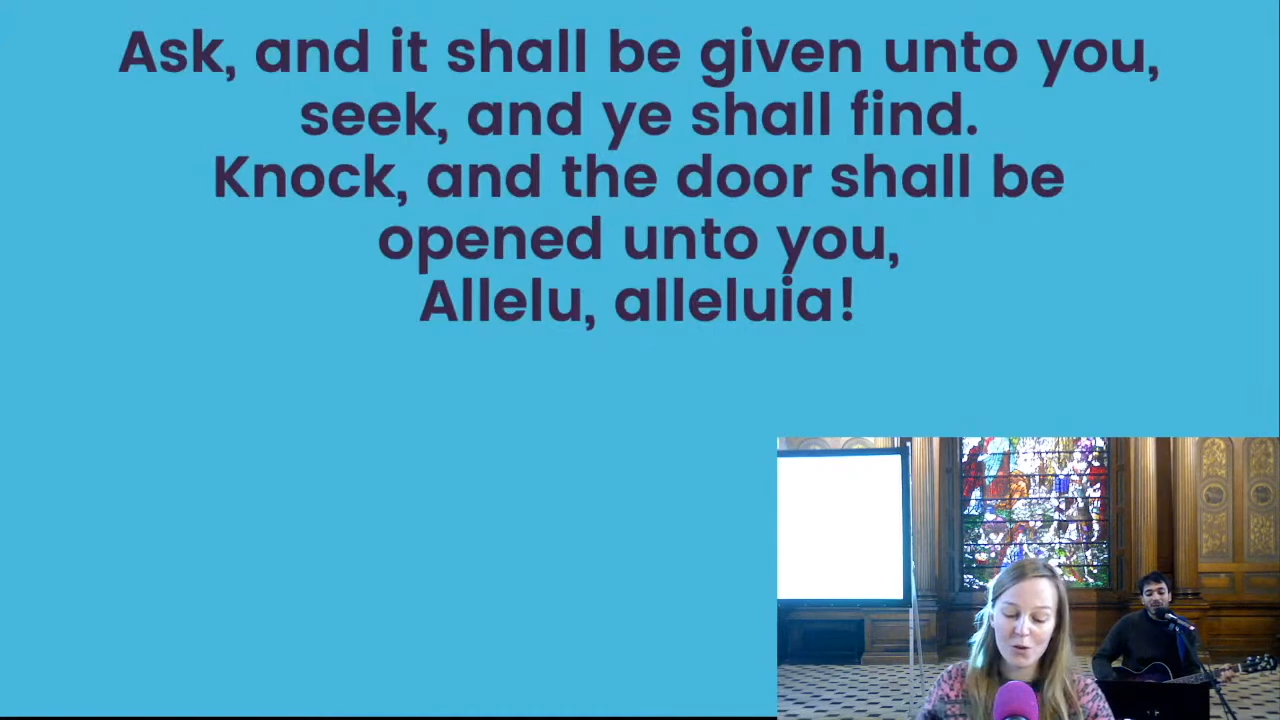 Ask, and it shall be given unto you,
seek, and ye shall find.
Knock, and the door shall be
opened unto you,
Allelu, alleluia!